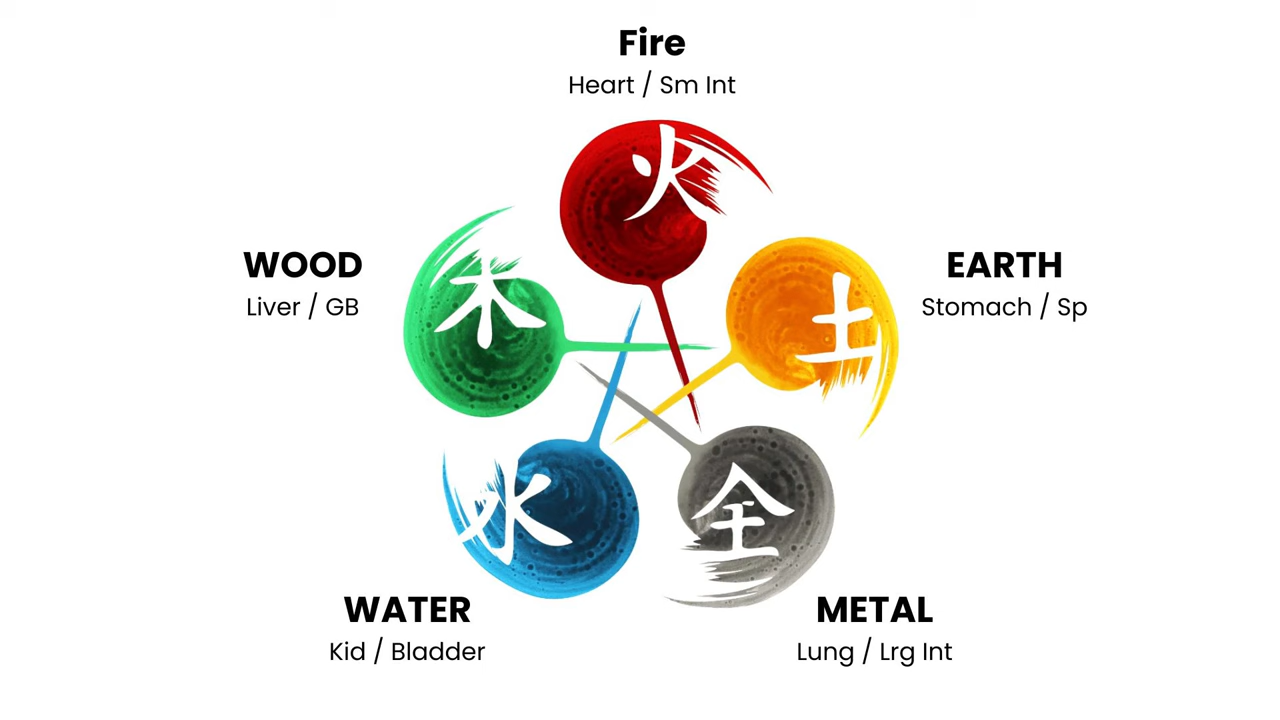 Fire
Heart / Sm Int
火
WOOD
Liver / GB
木
EARTH
Stomach / Sp
土
水
全
WATER
Kid / Bladder
METAL
Lung / Lrg Int